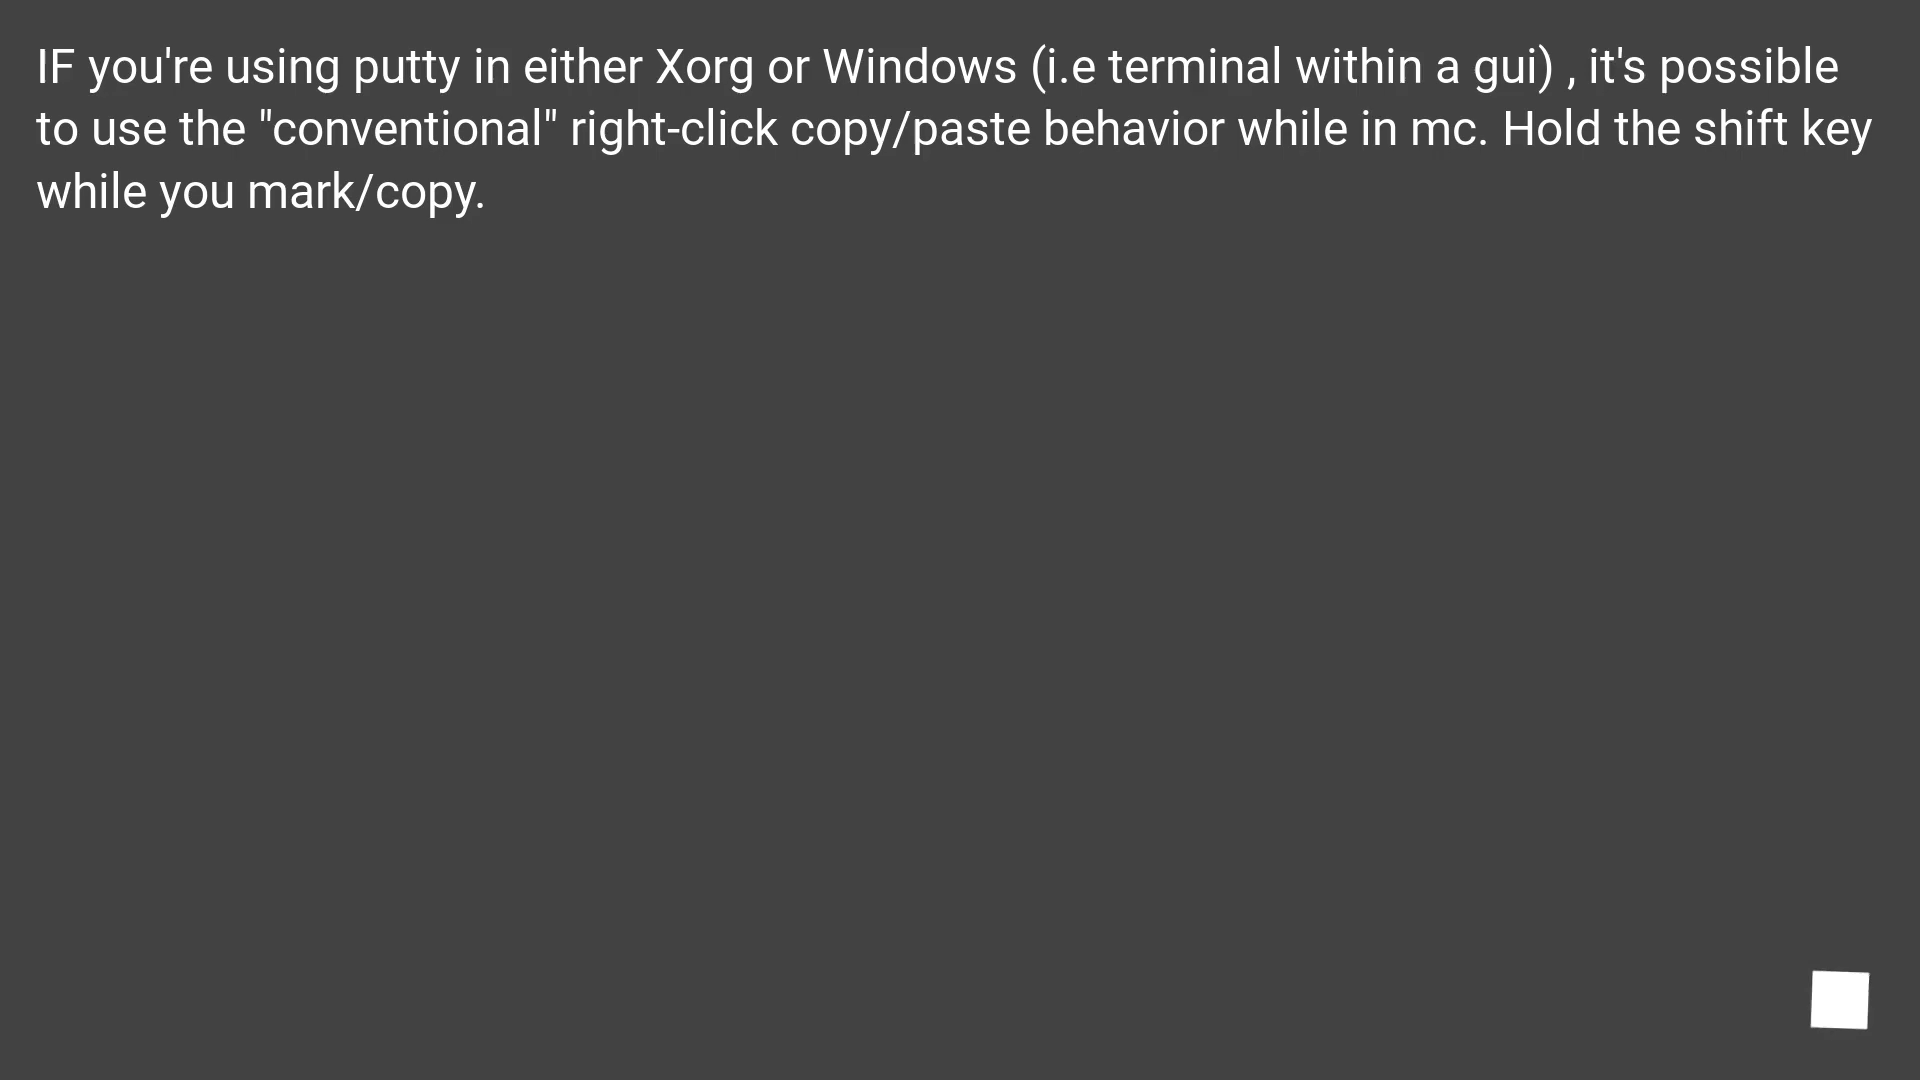 IF you're using putty in either Xorg or Windows (i.e terminal within a gui) , it's possible
to use the "conventional" right-click copy/paste behavior while in mc. Hold the shift key
while you mark/copy.